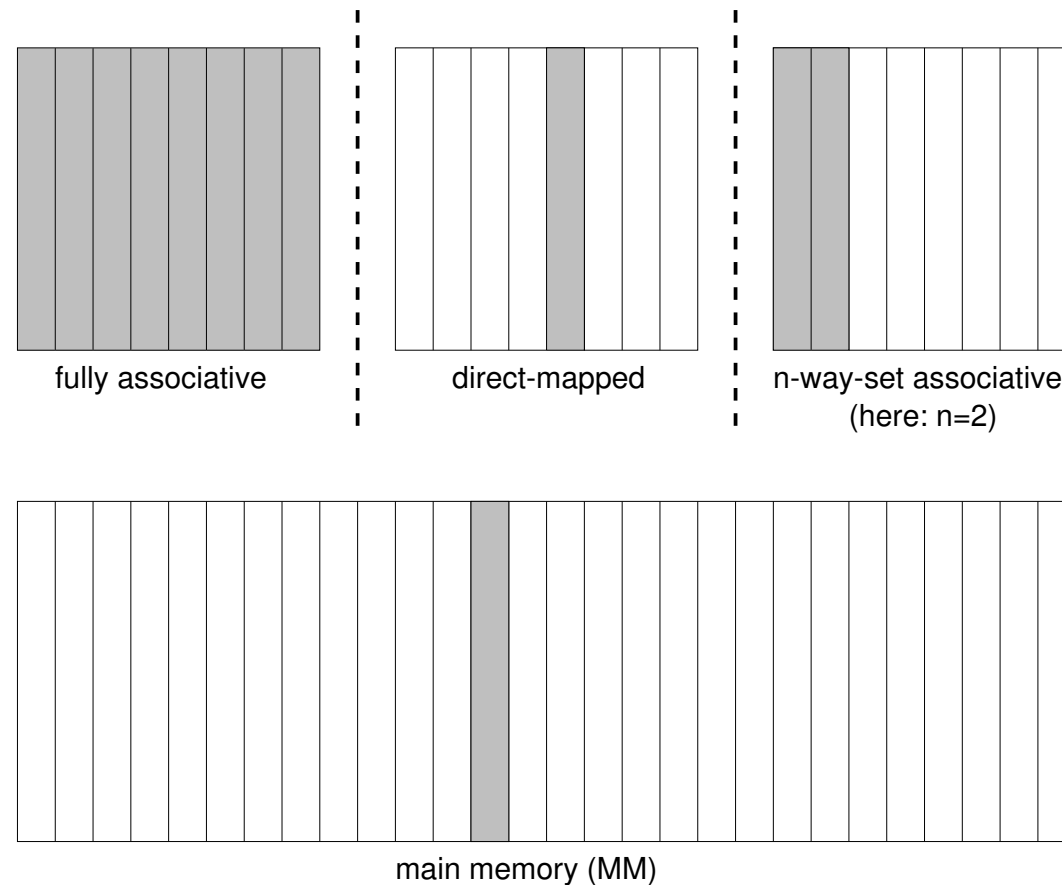 fully associative
direct-mapped
n-way-set associative
(here: n=2)
main memory (MM)